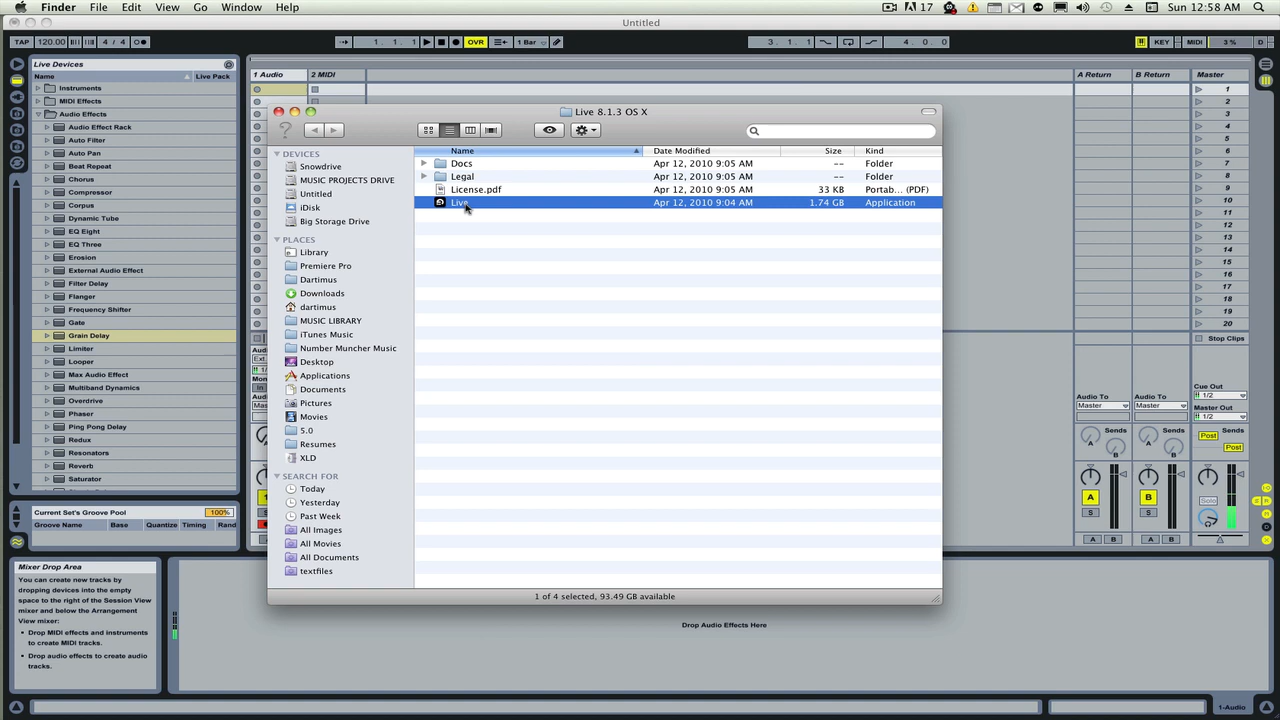 Finder File Edit View Go Window Help 17 Sun 12:58 AM
Untitled
TAP 120.00 4 / 4 1. 1. 1 OVR 1 Bar 3. 1. 1 4. 0. 0 KEY MIDI 3 % D
Live Devices
Name Live Pack
Instruments
MIDI Effects
Audio Effects
Audio Effect Rack
Auto Filter
Auto Pan
Beat Repeat
Chorus
Compressor
Corpus
Dynamic Tube
EQ Eight
EQ Three
Erosion
External Audio Effect
Filter Delay
Flanger
Frequency Shifter
Gate
Grain Delay
Limiter
Looper
Max Audio Effect
Multiband Dynamics
Overdrive
Phaser
Ping Pong Delay
Redux
Resonators
Reverb
Saturator
Current Set's Groove Pool 100%
Groove Name Base Quantize Timing Rand
Mixer Drop Area
You can create new tracks by
dropping devices into the empty
space to the right of the Session View
mixer and below the Arrangement
View mixer:
Drop MIDI effects and instruments
to create MIDI tracks.
Drop audio effects to create audio
tracks.
1 Audio 2 MIDI A Return B Return Master
Live 8.1.3 OS X
Name Date Modified Size Kind
Docs Apr 12, 2010 9:05 AM -- Folder
Legal Apr 12, 2010 9:05 AM -- Folder
License.pdf Apr 12, 2010 9:05 AM 33 KB Portab... (PDF)
Live Apr 12, 2010 9:04 AM 1.74 GB Application
DEVICES
Snowdrive
MUSIC PROJECTS DRIVE
Untitled
iDisk
Big Storage Drive
PLACES
Library
Premiere Pro
Dartimus
Downloads
dartimus
MUSIC LIBRARY
iTunes Music
Number Muncher Music
Desktop
Applications
Documents
Pictures
Movies
5.0
Resumes
XLD
SEARCH FOR
Today
Yesterday
Past Week
All Images
All Movies
All Documents
textfiles
1 of 4 selected, 93.49 GB available
1
2
3
4
5
6
7
8
9
10
11
12
13
14
15
16
17
18
19
20
Stop Clips
Cue Out
1/2
Audio To Audio To Master Out
Master Master 1/2
Sends Sends Post
A B A B Post
A B Solo
S S
A B A B
Drop Audio Effects Here
1-Audio